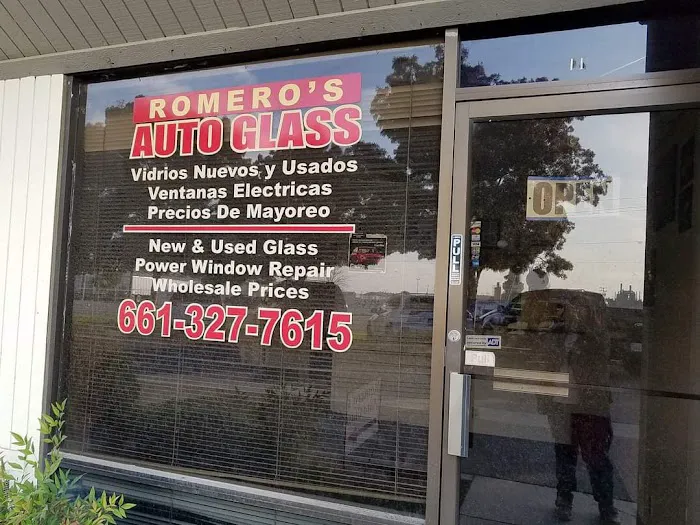 ROMERO'S
AUTO GLASS
Vidrios Nuevos y Usados
Ventanas Electricas
Precios De Mayoreo
New & Used Glass
Power Window Repair
Wholesale Prices
661-327-7615
OPEN
PULL
ADT